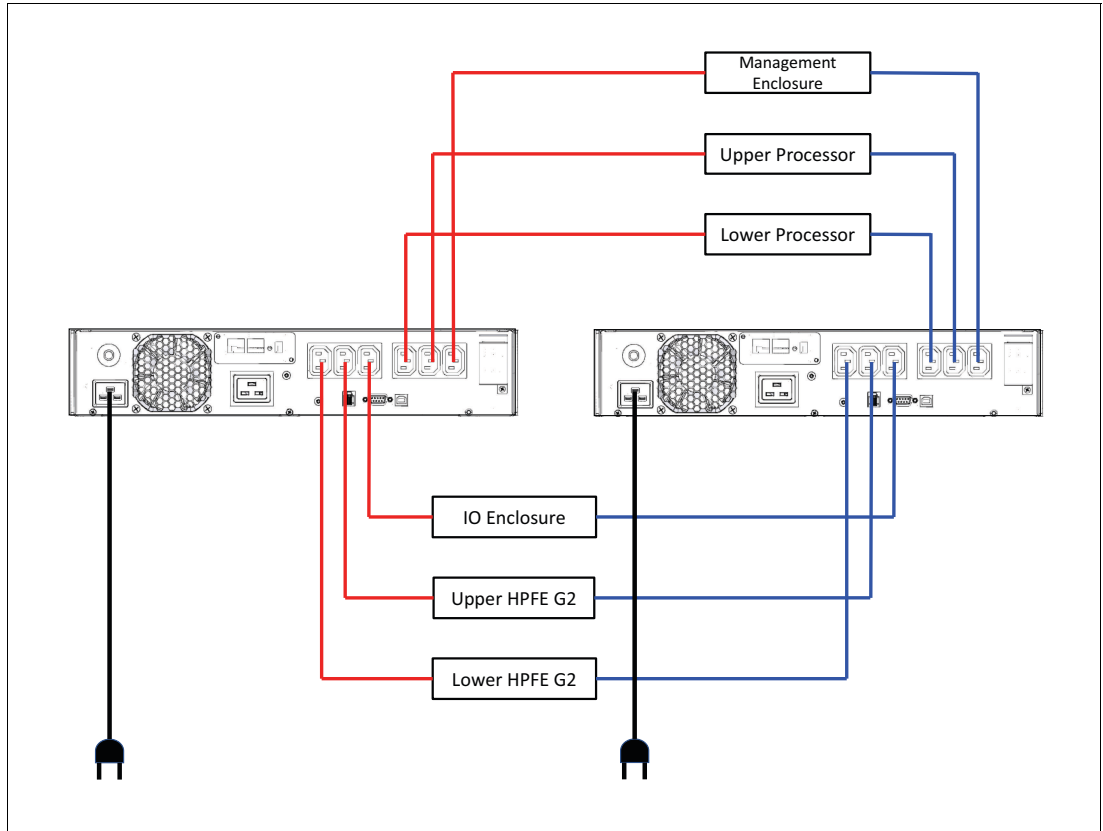 Management
Enclosure
Upper Processor
Lower Processor
IO Enclosure
Upper HPFE G2
Lower HPFE G2